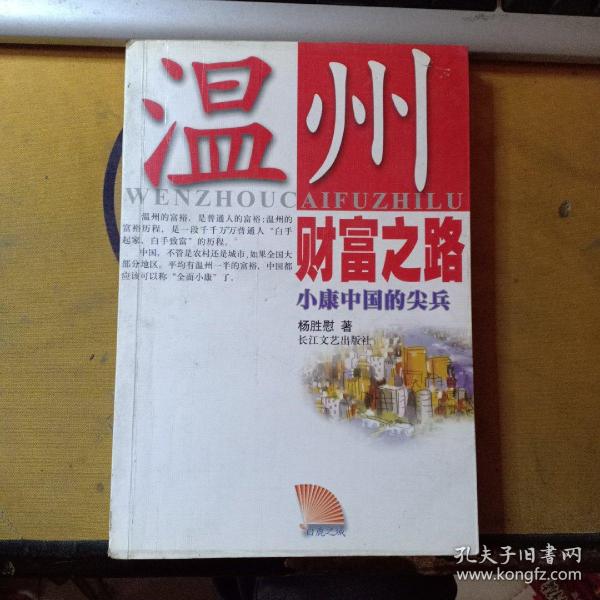 温州
WENZHOUCAIFUZHILU
温州的富裕，是普通人的富裕；温州的
富裕历程，是一段千千万万普通人“白手
起家、白手致富”的历程。
中国，不管是农村还是城市，如果全国大
部分地区，平均有温州一半的富裕，中国都
应该可以称“全面小康”了。
财富之路
小康中国的尖兵
杨胜慰 著
长江文艺出版社
白鹿之城
孔夫子旧书网
www.kongfz.com